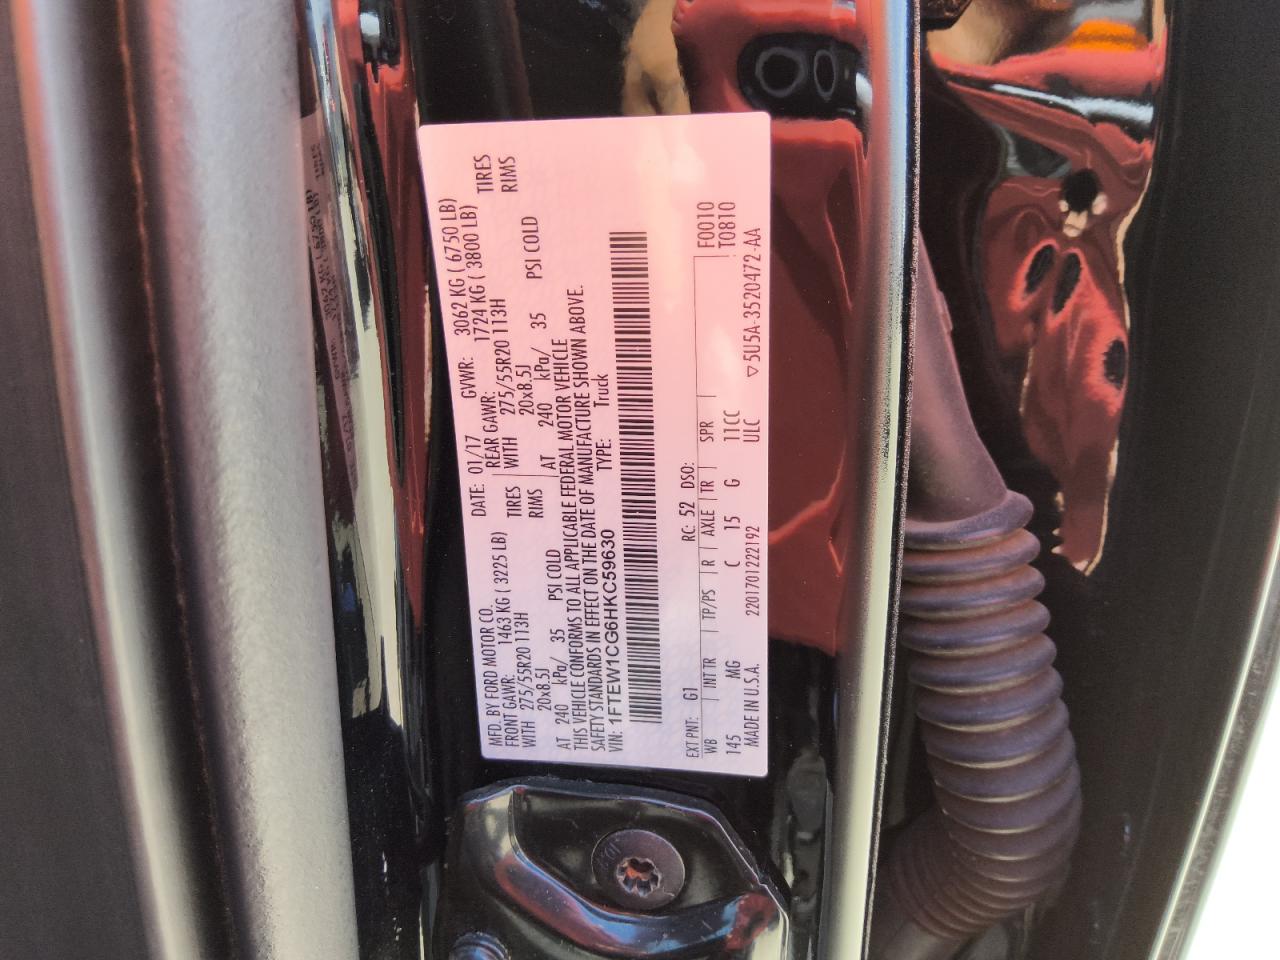 MFD. BY FORD MOTOR CO.
DATE: 01/17 GVWR: 3062 KG ( 6750 LB)
FRONT GAWR: 1463 KG ( 3225 LB)
REAR GAWR: 1724 KG ( 3800 LB)
WITH 275/55R20 113H TIRES
WITH 275/55R20 113H TIRES
20x8.5J RIMS
20x8.5J RIMS
AT 240 kPa/ 35 PSI COLD
AT 240 kPa/ 35 PSI COLD
THIS VEHICLE CONFORMS TO ALL APPLICABLE FEDERAL MOTOR VEHICLE
SAFETY STANDARDS IN EFFECT ON THE DATE OF MANUFACTURE SHOWN ABOVE.
VIN: 1FTEW1CG6HKC59630 TYPE: Truck
EXT PNT: G1 RC: 52 DSO: F0010
WB INT TR TP/PS R AXLE TR SPR T0810
145 MG C 15 G 11CC
MADE IN U.S.A. 2201701222192 ULC ▽5U5A-3520472-AA